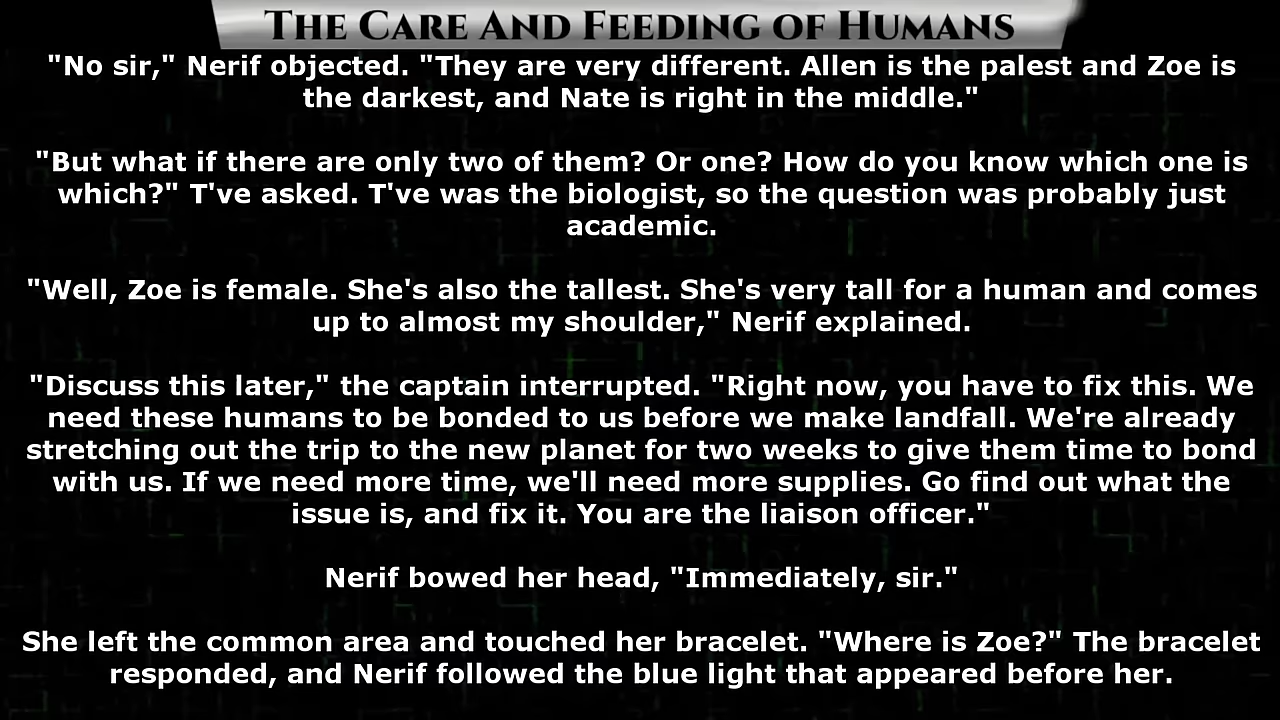 The Care And Feeding of Humans
"No sir," Nerif objected. "They are very different. Allen is the palest and Zoe is
the darkest, and Nate is right in the middle."
"But what if there are only two of them? Or one? How do you know which one is
which?" T've asked. T've was the biologist, so the question was probably just
academic.
"Well, Zoe is female. She's also the tallest. She's very tall for a human and comes
up to almost my shoulder," Nerif explained.
"Discuss this later," the captain interrupted. "Right now, you have to fix this. We
need these humans to be bonded to us before we make landfall. We're already
stretching out the trip to the new planet for two weeks to give them time to bond
with us. If we need more time, we'll need more supplies. Go find out what the
issue is, and fix it. You are the liaison officer."
Nerif bowed her head, "Immediately, sir."
She left the common area and touched her bracelet. "Where is Zoe?" The bracelet
responded, and Nerif followed the blue light that appeared before her.